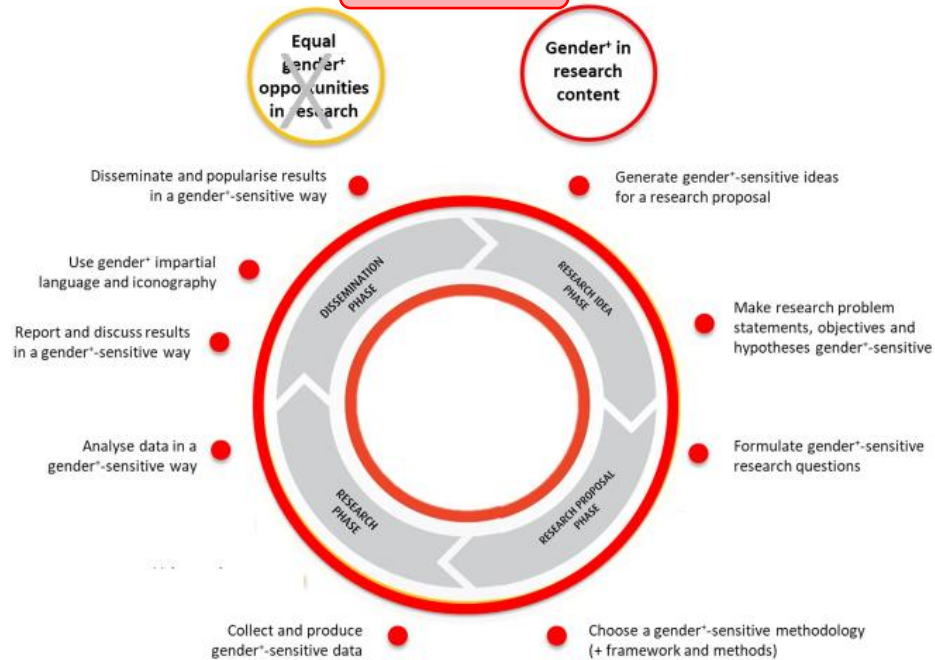 Equal
gender⁺
opportunities
in research
Gender⁺ in
research
content
Disseminate and popularise results
in a gender⁺-sensitive way
Generate gender⁺-sensitive ideas
for a research proposal
Use gender⁺ impartial
language and iconography
DISSEMINATION
PHASE
RESEARCH IDEA
PHASE
Make research problem
statements, objectives and
hypotheses gender⁺-sensitive
Report and discuss results
in a gender⁺-sensitive way
Analyse data in a
gender⁺-sensitive way
Formulate gender⁺-sensitive
research questions
RESEARCH
PHASE
RESEARCH PROPOSAL
PHASE
Collect and produce
gender⁺-sensitive data
Choose a gender⁺-sensitive methodology
(+ framework and methods)